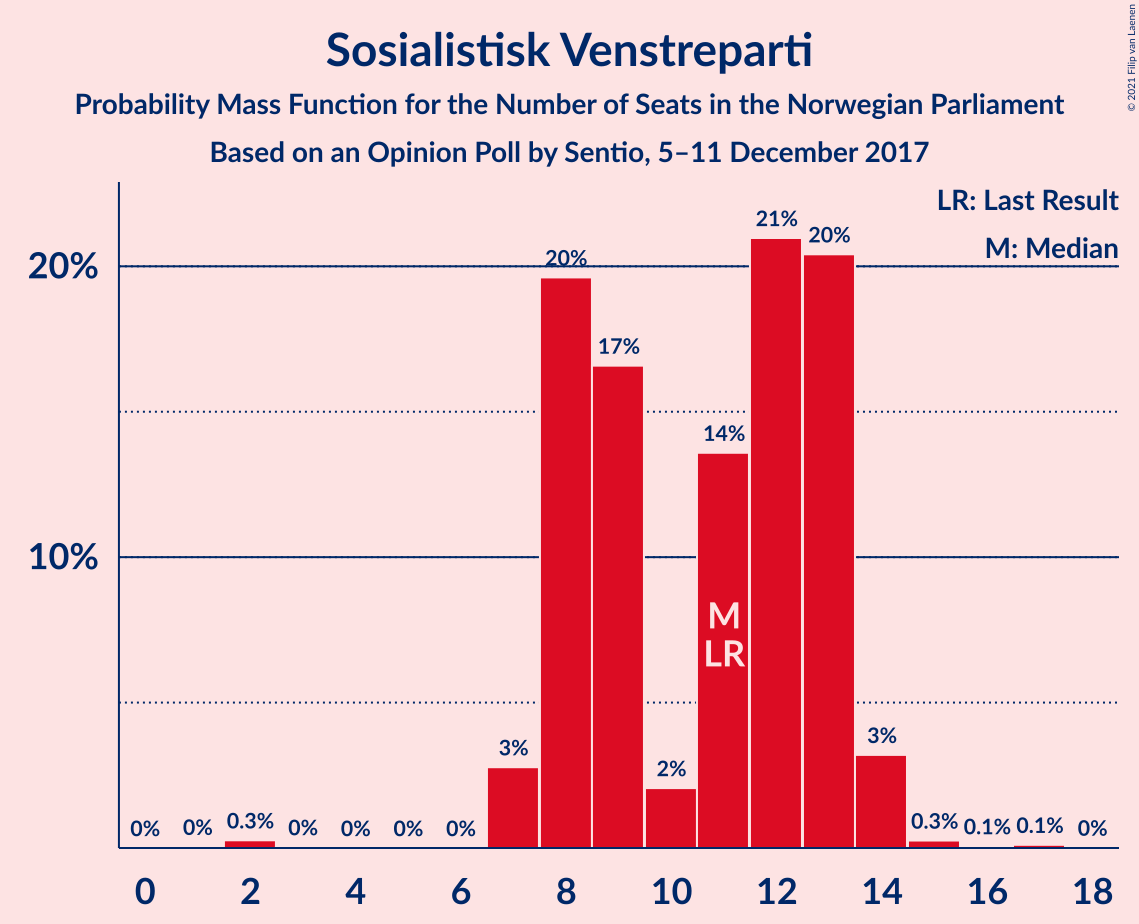 © 2021 Filip van Laenen
Sosialistisk Venstreparti
Probability Mass Function for the Number of Seats in the Norwegian Parliament
Based on an Opinion Poll by Sentio, 5–11 December 2017
LR: Last Result
M: Median
20%
10%
0% 0% 0.3% 0% 0% 0% 0% 3% 20% 17% 2% 14% 21% 20% 3% 0.3% 0.1% 0.1% 0%
M
LR
0 2 4 6 8 10 12 14 16 18